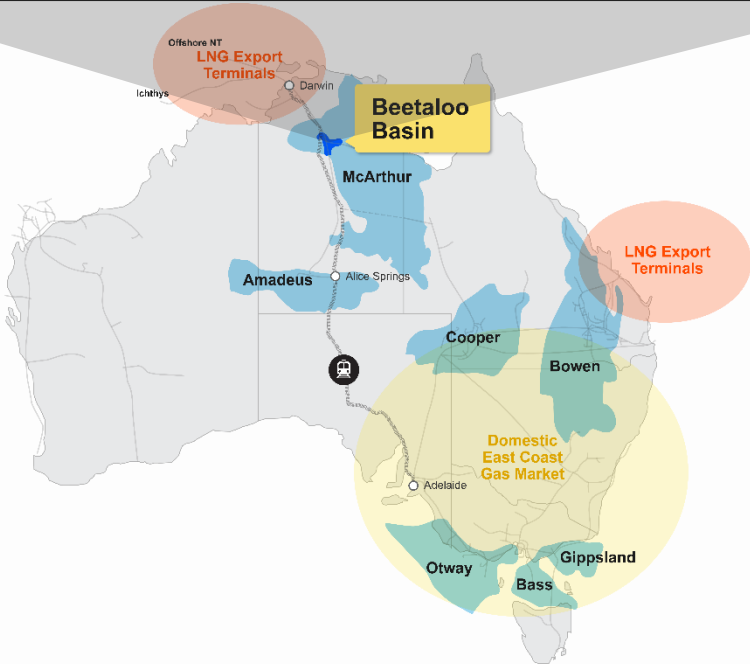 Offshore NT
LNG Export
Terminals
Ichthys
Darwin
Beetaloo
Basin
McArthur
LNG Export
Terminals
Amadeus
Alice Springs
Cooper
Bowen
Domestic
East Coast
Gas Market
Adelaide
Gippsland
Otway
Bass